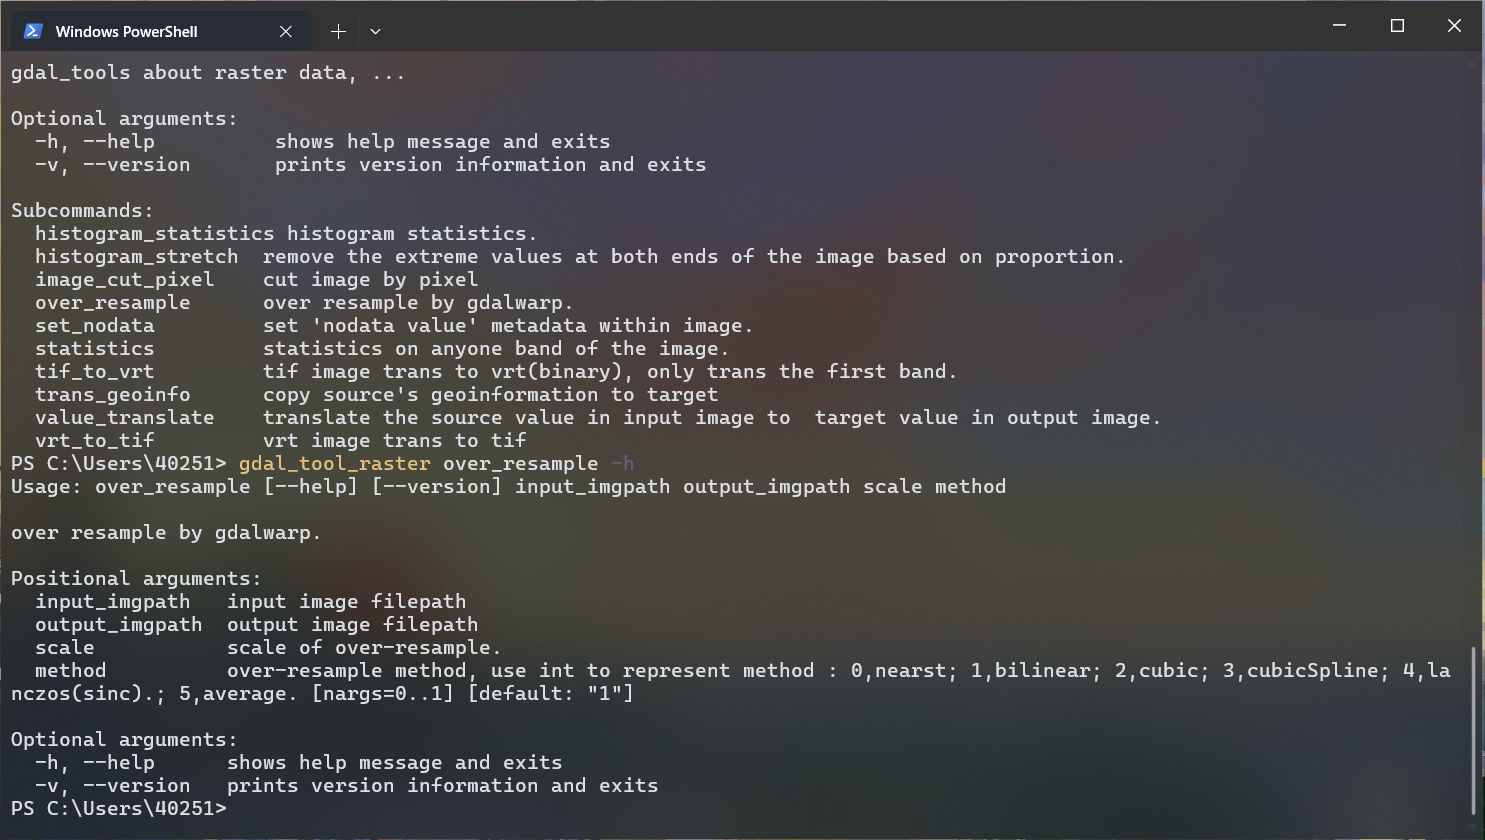 Windows PowerShell
gdal_tools about raster data, ...
Optional arguments:
-h, --help shows help message and exits
-v, --version prints version information and exits
Subcommands:
histogram_statistics histogram statistics.
histogram_stretch remove the extreme values at both ends of the image based on proportion.
image_cut_pixel cut image by pixel
over_resample over resample by gdalwarp.
set_nodata set 'nodata value' metadata within image.
statistics statistics on anyone band of the image.
tif_to_vrt tif image trans to vrt(binary), only trans the first band.
trans_geoinfo copy source's geoinformation to target
value_translate translate the source value in input image to  target value in output image.
vrt_to_tif vrt image trans to tif
PS C:\Users\40251> gdal_tool_raster over_resample -h
Usage: over_resample [--help] [--version] input_imgpath output_imgpath scale method
over resample by gdalwarp.
Positional arguments:
input_imgpath input image filepath
output_imgpath output image filepath
scale scale of over-resample.
method over-resample method, use int to represent method : 0,nearst; 1,bilinear; 2,cubic; 3,cubicSpline; 4,la
nczos(sinc).; 5,average. [nargs=0..1] [default: "1"]
Optional arguments:
-h, --help shows help message and exits
-v, --version prints version information and exits
PS C:\Users\40251>